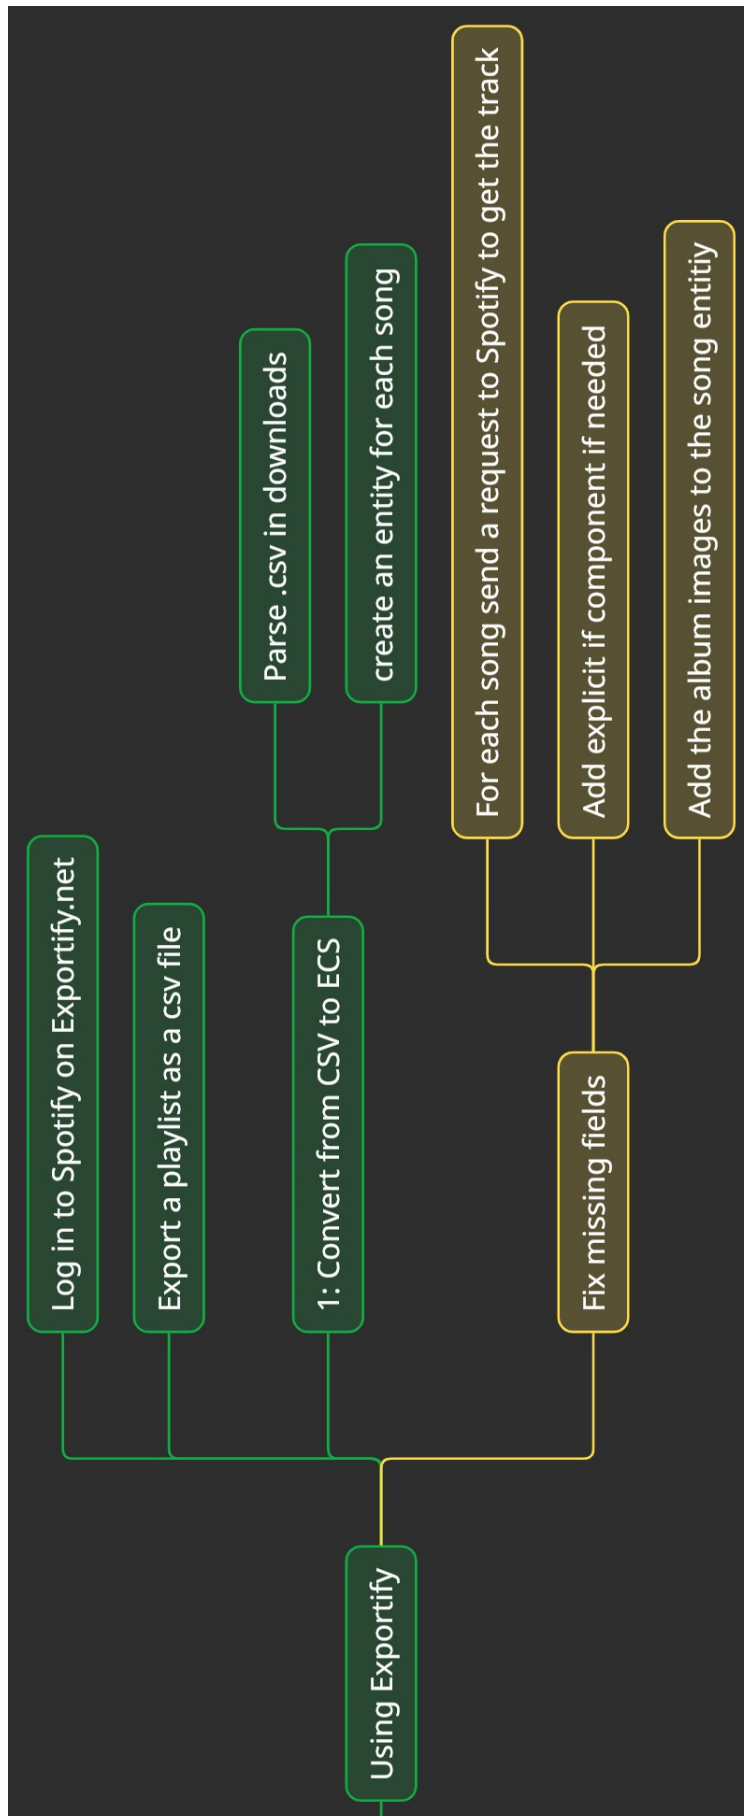 Using Exportify
Log in to Spotify on Exportify.net
Export a playlist as a csv file
1: Convert from CSV to ECS
Parse .csv in downloads
create an entity for each song
Fix missing fields
For each song send a request to Spotify to get the track
Add explicit if component if needed
Add the album images to the song entitiy